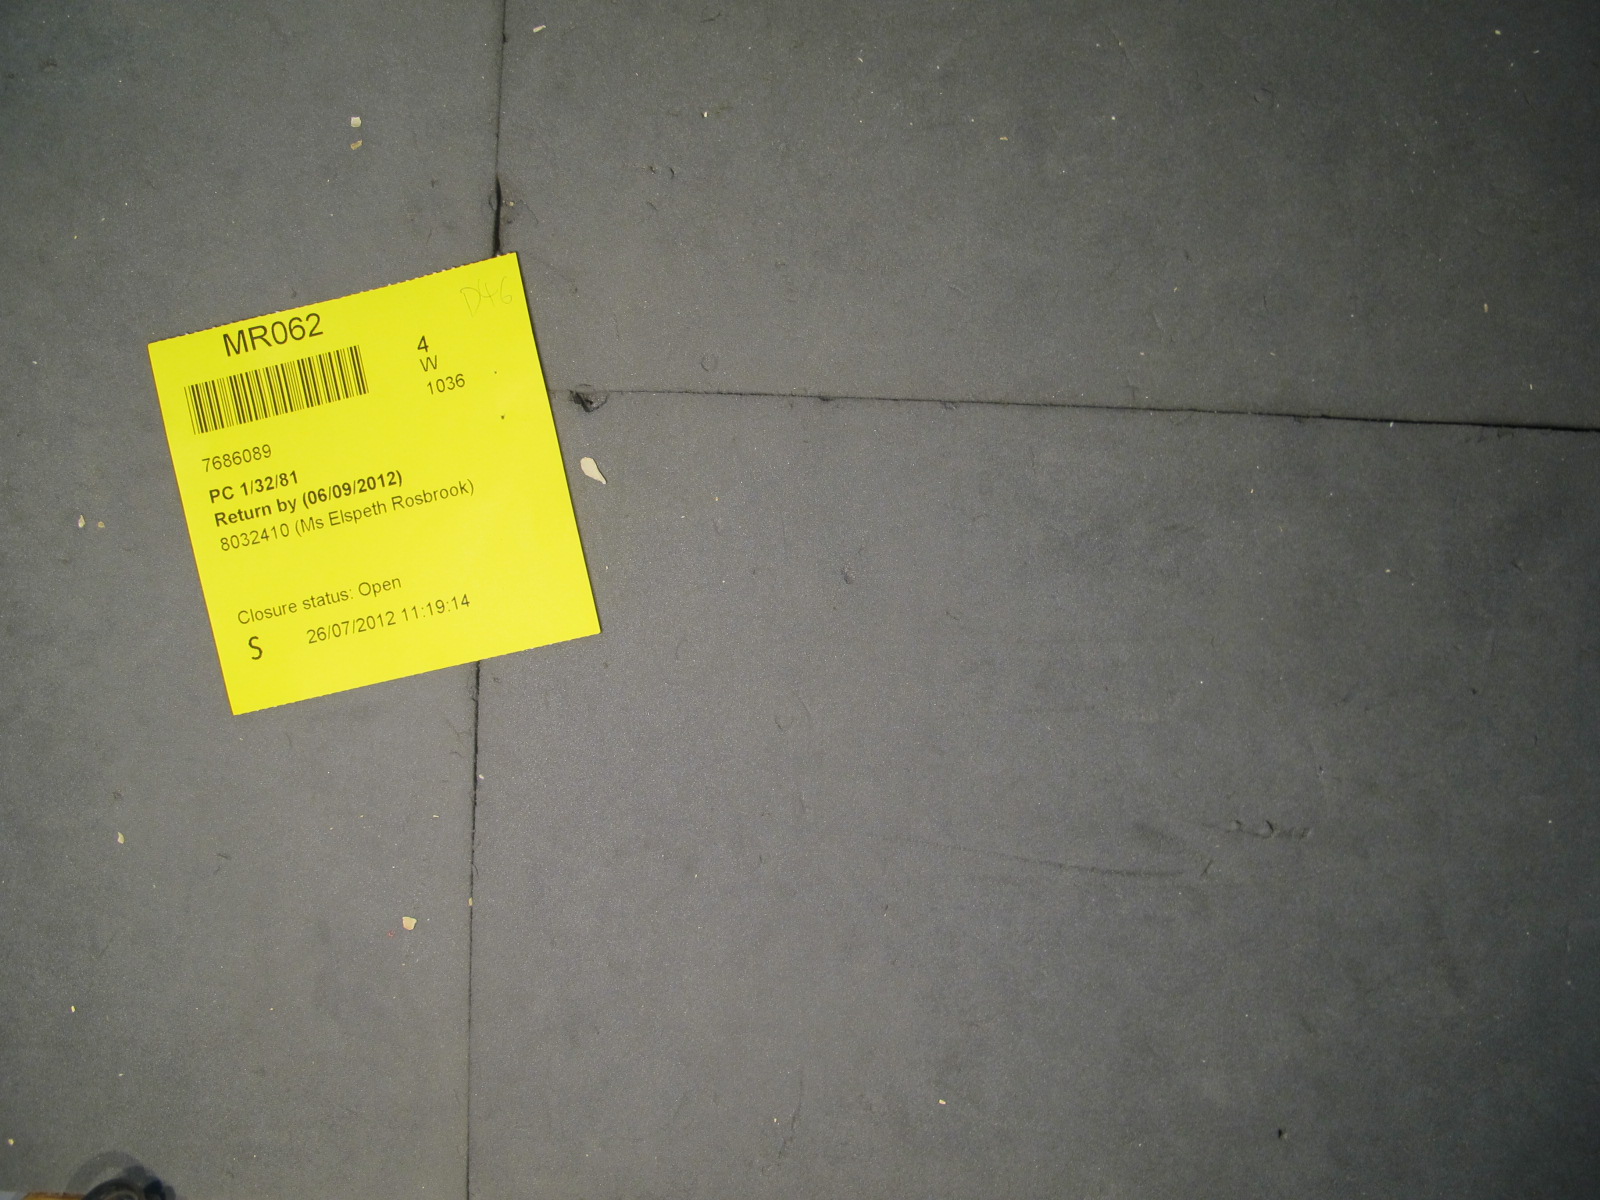 D46
MR062
4
W
1036
7686089
PC 1/32/81
Return by (06/09/2012)
8032410 (Ms Elspeth Rosbrook)
Closure status: Open
S 26/07/2012 11:19:14